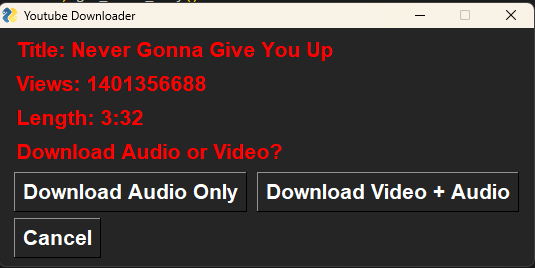 Youtube Downloader
Title: Never Gonna Give You Up
Views: 1401356688
Length: 3:32
Download Audio or Video?
Download Audio Only Download Video + Audio
Cancel